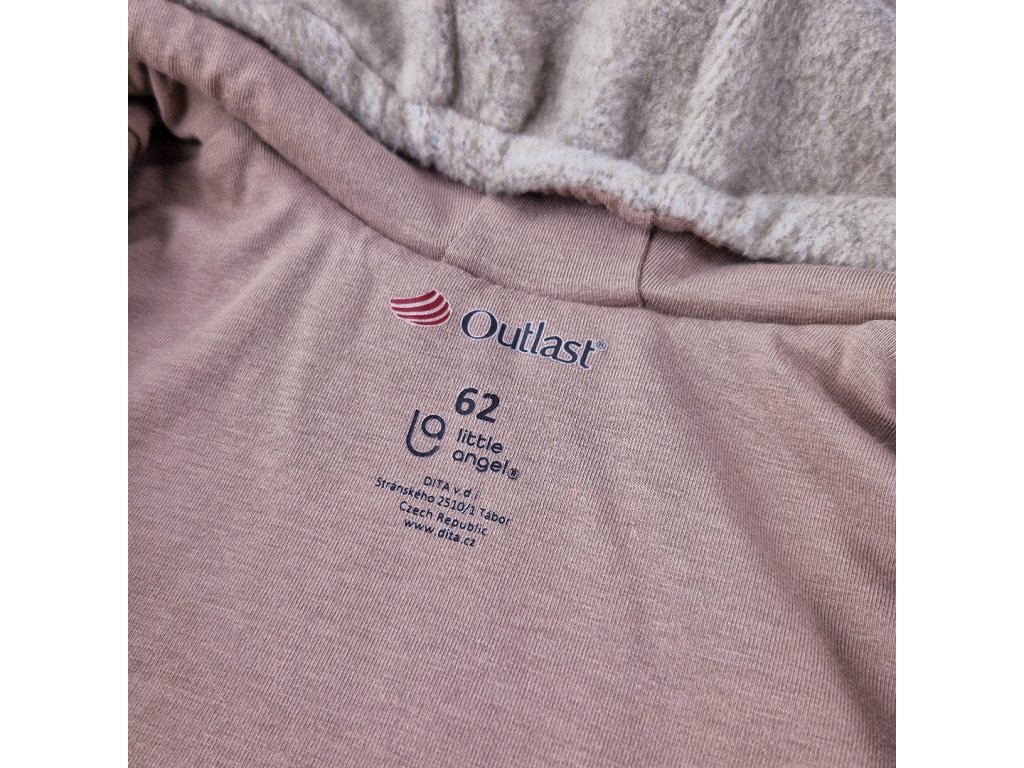 Outlast®
62
little
angel®
DITA v.d.i
Stránského 2510/1 Tábor
Czech Republic
www.dita.cz